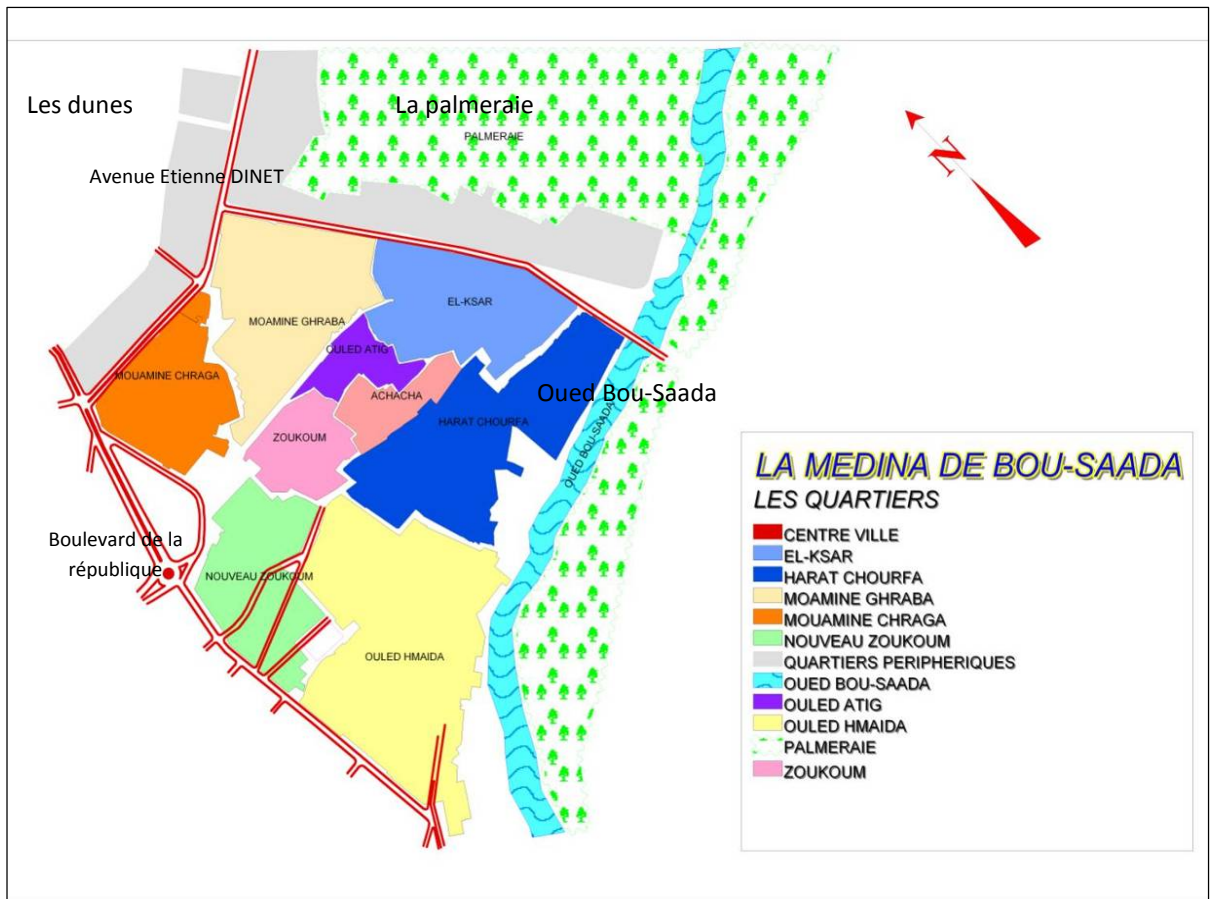 Les dunes
La palmeraie
PALMERAIE
Avenue Etienne DINET
N
EL-KSAR
MOAMINE GHRABA
OULED ATIG
MOUAMINE CHRAGA
ACHACHA
Oued Bou-Saada
HARAT CHOURFA
ZOUKOUM
OUED BOU-SAADA
LA MEDINA DE BOU-SAADA
LES QUARTIERS
CENTRE VILLE
EL-KSAR
HARAT CHOURFA
MOAMINE GHRABA
MOUAMINE CHRAGA
NOUVEAU ZOUKOUM
QUARTIERS PERIPHERIQUES
OUED BOU-SAADA
OULED ATIG
OULED HMAIDA
PALMERAIE
ZOUKOUM
Boulevard de la
république
NOUVEAU ZOUKOUM
OULED HMAIDA